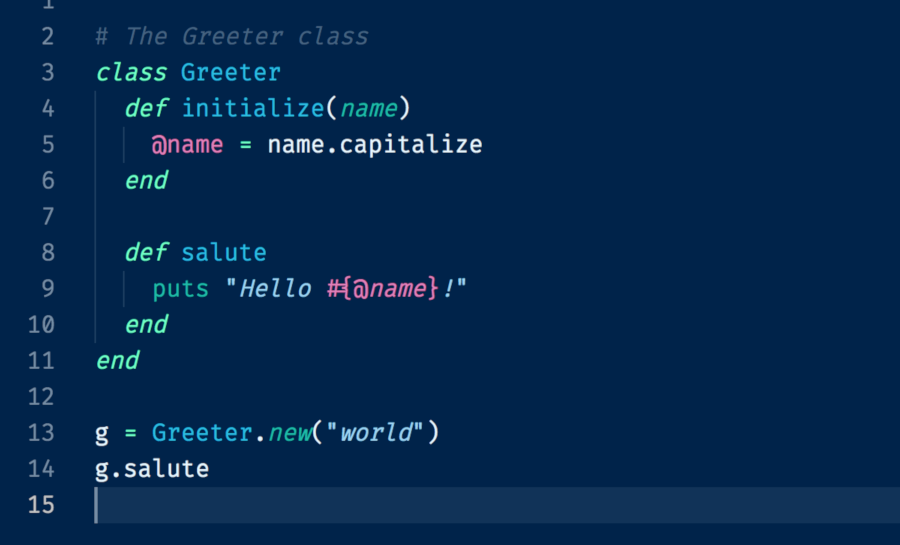 1
2 # The Greeter class
3 class Greeter
4   def initialize(name)
5     @name = name.capitalize
6   end
7
8   def salute
9     puts "Hello #{@name}!"
10   end
11 end
12
13 g = Greeter.new("world")
14 g.salute
15